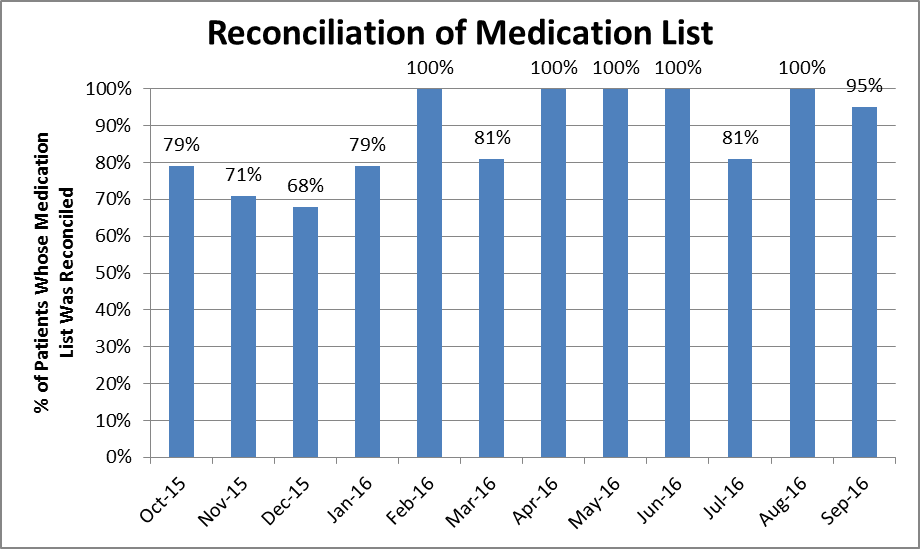 Reconciliation of Medication List
% of Patients Whose Medication
List Was Reconciled
100%
90%
80%
70%
60%
50%
40%
30%
20%
10%
0%
79%
71%
68%
79%
100%
81%
100%
100%
100%
81%
100%
95%
Oct-15
Nov-15
Dec-15
Jan-16
Feb-16
Mar-16
Apr-16
May-16
Jun-16
Jul-16
Aug-16
Sep-16